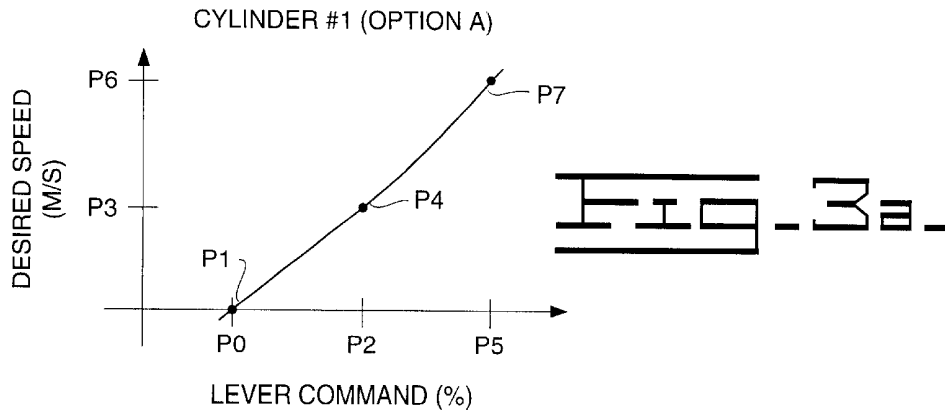 CYLINDER #1 (OPTION A)
P6
P7
DESIRED SPEED
(M/S)
P3
P4
Fig_3a_
P1
P0 P2 P5
LEVER COMMAND (%)